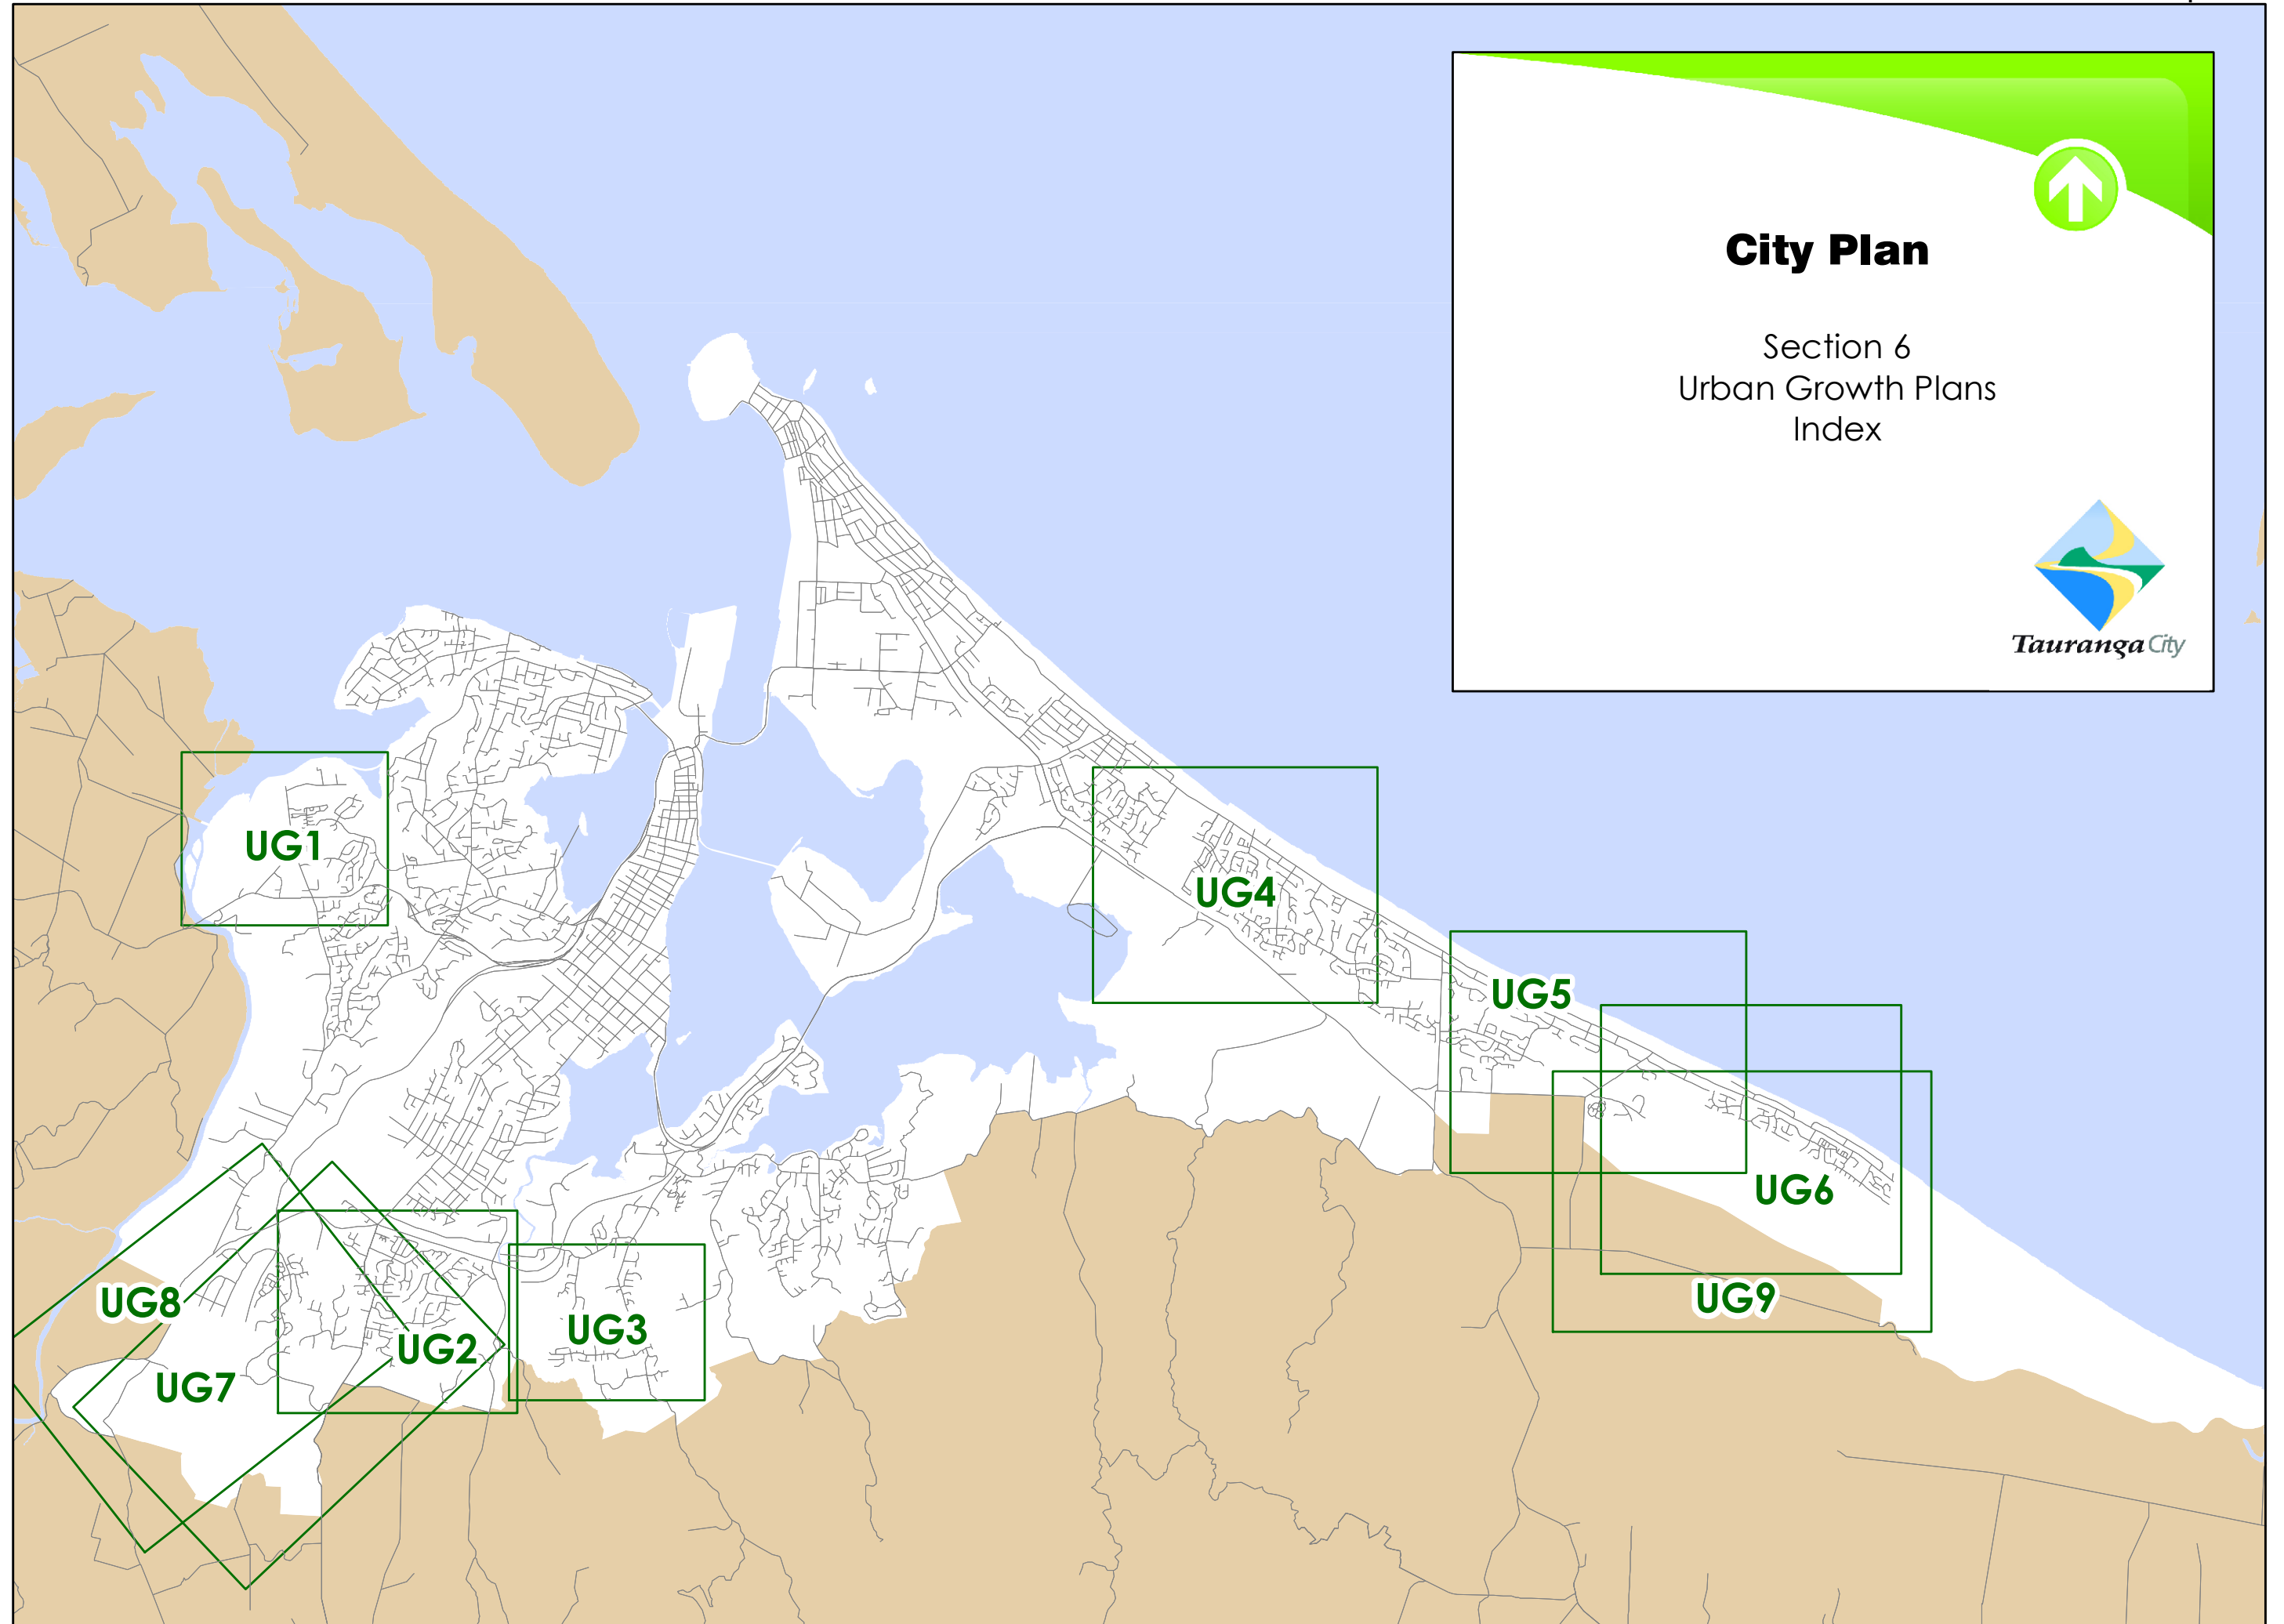 City Plan
Section 6
Urban Growth Plans
Index
Tauranga City
UG1
UG4
UG5
UG6
UG9
UG8
UG2
UG3
UG7